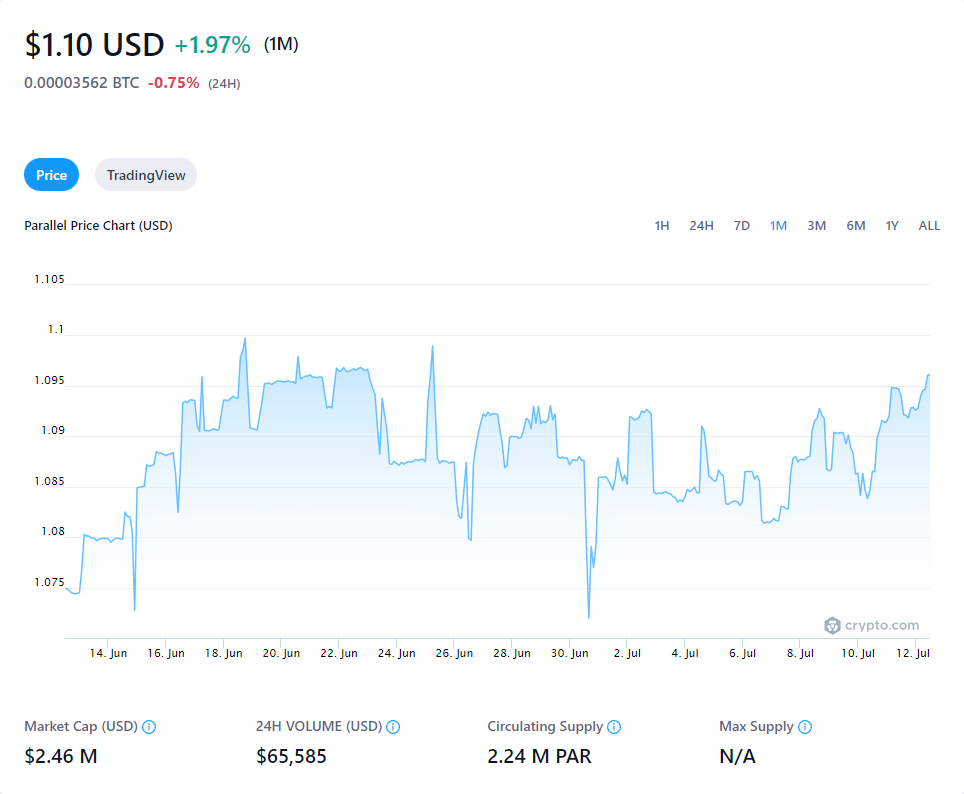 $1.10 USD +1.97% (1M)
0.00003562 BTC -0.75% (24H)
Price TradingView
Parallel Price Chart (USD) 1H 24H 7D 1M 3M 6M 1Y ALL
1.105
1.1
1.095
1.09
1.085
1.08
1.075
crypto.com
14. Jun 16. Jun 18. Jun 20. Jun 22. Jun 24. Jun 26. Jun 28. Jun 30. Jun 2. Jul 4. Jul 6. Jul 8. Jul 10. Jul 12. Jul
Market Cap (USD) 24H VOLUME (USD) Circulating Supply Max Supply
$2.46 M $65,585 2.24 M PAR N/A